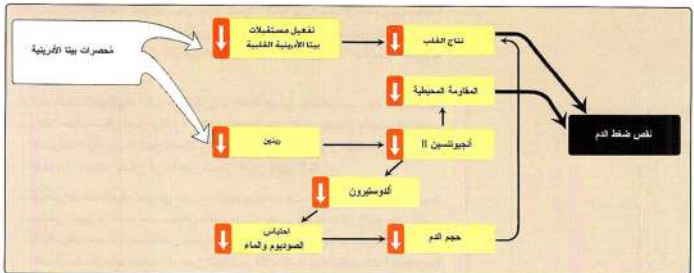 مُحصرات بيتا الأدرينية
تفعيل مستقبلات
بيتا الأدرينية القلبية
نتاج القلب
المقاومة المحيطية
نقص ضغط الدم
رينين
أنجيوتنسين II
ألدوستيرون
احتباس
الصوديوم والماء
حجم الدم